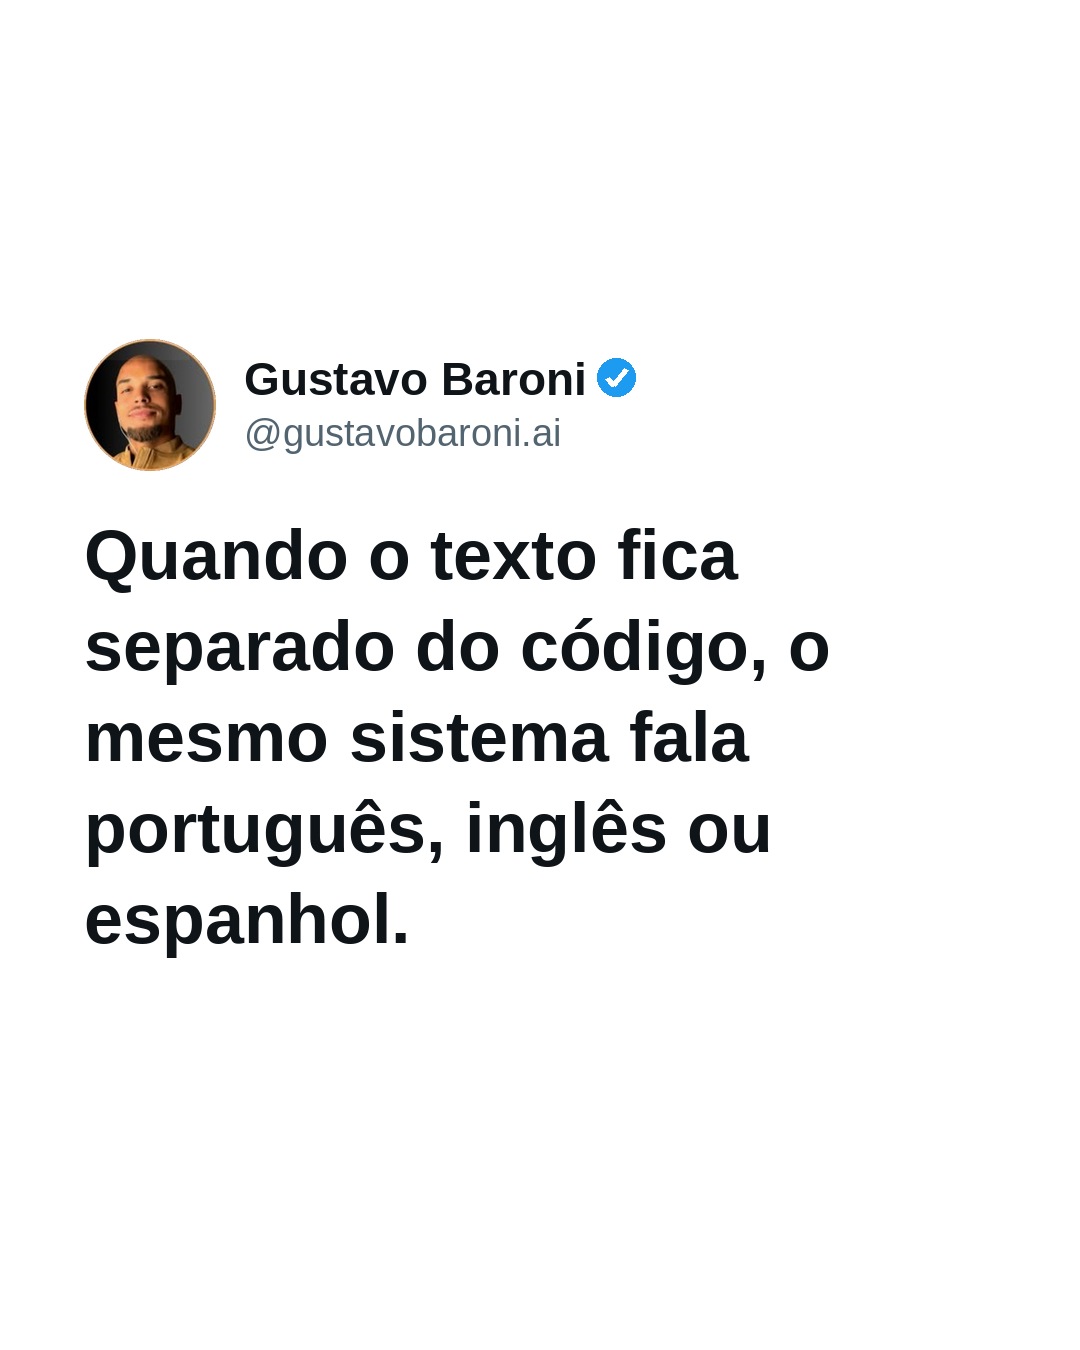 Gustavo Baroni
@gustavobaroni.ai
Quando o texto fica
separado do código, o
mesmo sistema fala
português, inglês ou
espanhol.